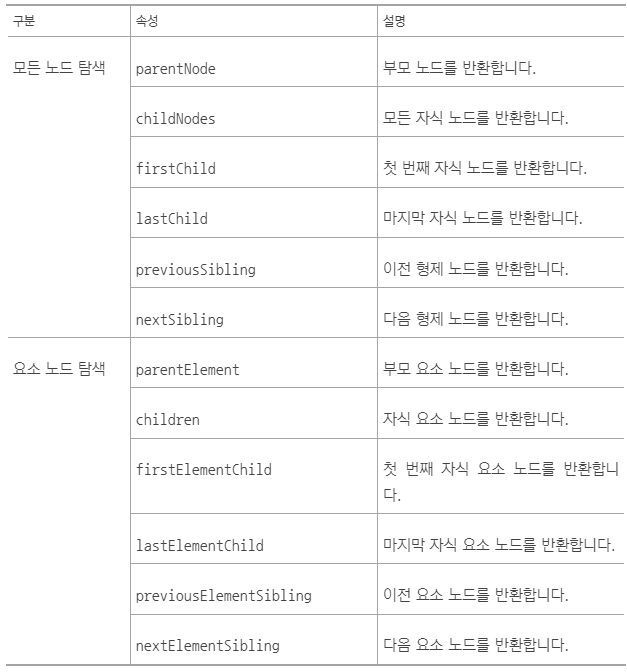 구분 속성 설명
모든 노드 탐색 parentNode 부모 노드를 반환합니다.
childNodes 모든 자식 노드를 반환합니다.
firstChild 첫 번째 자식 노드를 반환합니다.
lastChild 마지막 자식 노드를 반환합니다.
previousSibling 이전 형제 노드를 반환합니다.
nextSibling 다음 형제 노드를 반환합니다.
요소 노드 탐색 parentElement 부모 요소 노드를 반환합니다.
children 자식 요소 노드를 반환합니다.
firstElementChild 첫 번째 자식 요소 노드를 반환합니
다.
lastElementChild 마지막 자식 요소 노드를 반환합니다.
previousElementSibling 이전 요소 노드를 반환합니다.
nextElementSibling 다음 요소 노드를 반환합니다.